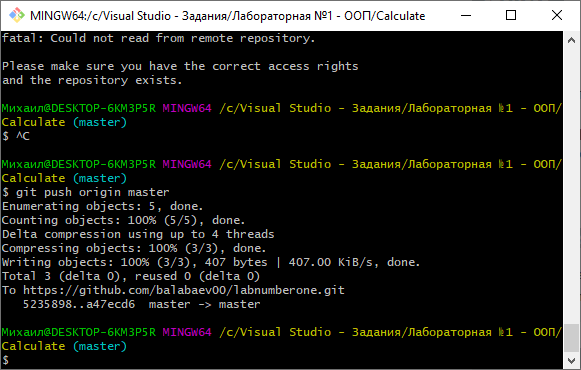 MINGW64:/c/Visual Studio - Задания/Лабораторная №1 - ООП/Calculate
fatal: Could not read from remote repository.
Please make sure you have the correct access rights
and the repository exists.
Михаил@DESKTOP-6KM3P5R MINGW64 /c/Visual Studio - Задания/Лабораторная №1 - ООП/
Calculate (master)
$ ^C
Михаил@DESKTOP-6KM3P5R MINGW64 /c/Visual Studio - Задания/Лабораторная №1 - ООП/
Calculate (master)
$ git push origin master
Enumerating objects: 5, done.
Counting objects: 100% (5/5), done.
Delta compression using up to 4 threads
Compressing objects: 100% (3/3), done.
Writing objects: 100% (3/3), 407 bytes | 407.00 KiB/s, done.
Total 3 (delta 0), reused 0 (delta 0)
To https://github.com/balabaev00/labnumberone.git
5235898..a47ecd6  master -> master
Михаил@DESKTOP-6KM3P5R MINGW64 /c/Visual Studio - Задания/Лабораторная №1 - ООП/
Calculate (master)
$